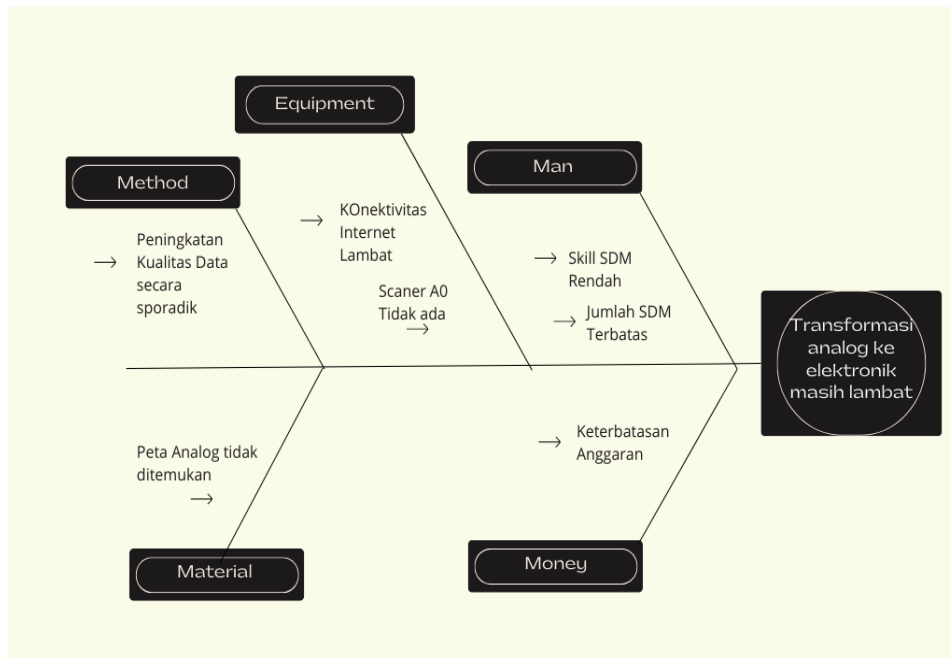 Equipment
Man
Method
KOnektivitas
Internet
Lambat
Peningkatan
Kualitas Data
secara
sporadik
Skill SDM
Rendah
Scaner A0
Tidak ada
Jumlah SDM
Terbatas
Transformasi
analog ke
elektronik
masih lambat
Peta Analog tidak
ditemukan
Keterbatasan
Anggaran
Material
Money